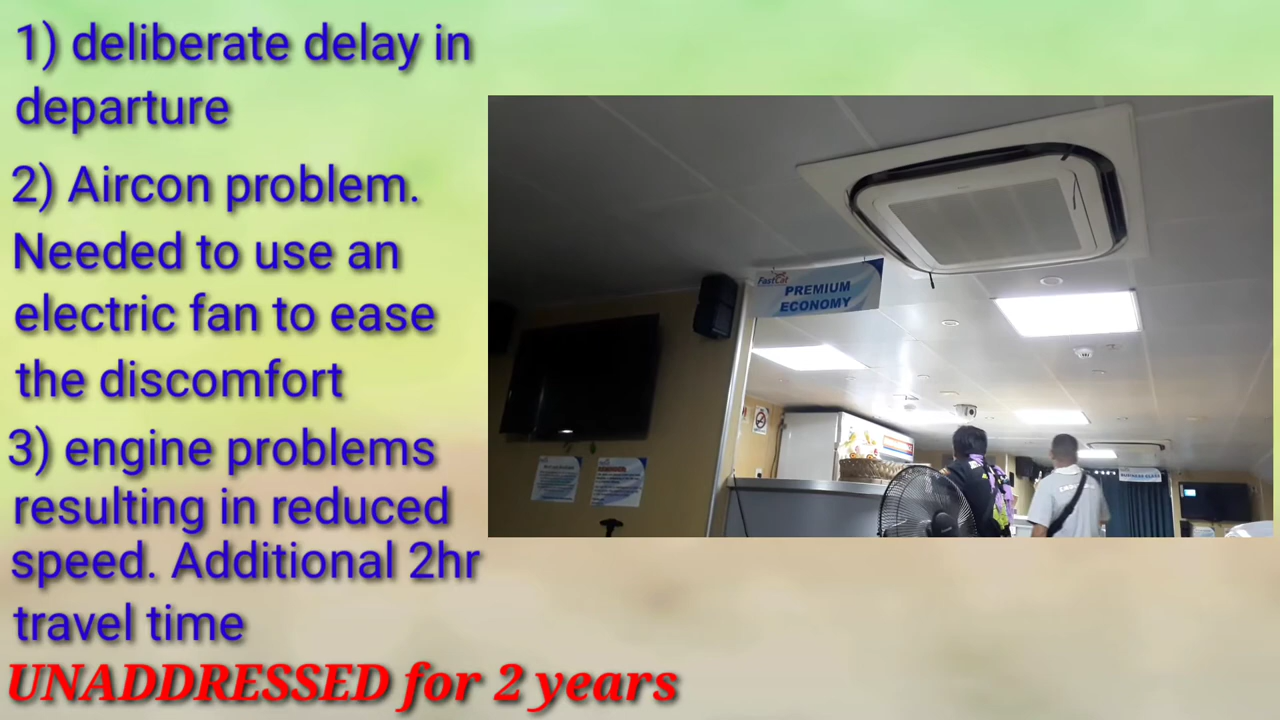 1) deliberate delay in
departure
2) Aircon problem.
Needed to use an
electric fan to ease
the discomfort
3) engine problems
resulting in reduced
speed. Additional 2hr
travel time
UNADDRESSED for 2 years
FastCat
PREMIUM
ECONOMY
BUSINESS CLASS